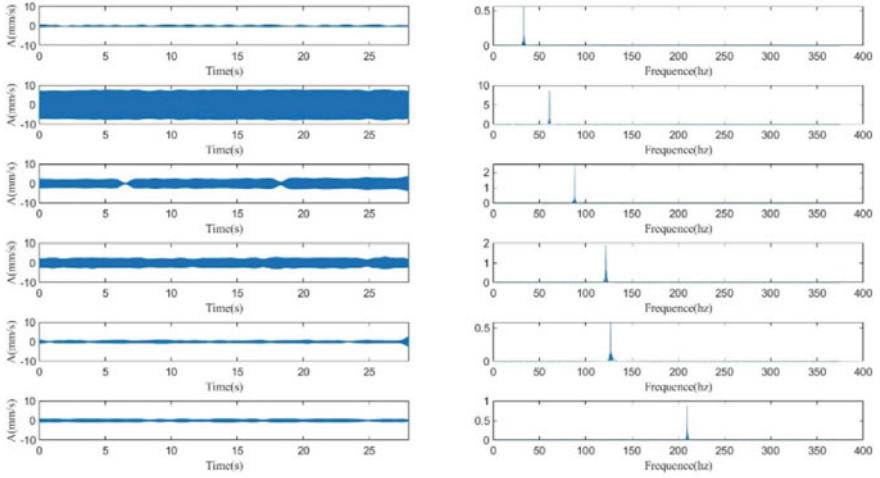 A(mm/s) 10 0 -10 0 5 10 15 20 25 Time(s)
0.5 0 0 50 100 150 200 250 300 350 400 Frequence(hz)
A(mm/s) 10 0 -10 0 5 10 15 20 25 Time(s)
10 5 0 0 50 100 150 200 250 300 350 400 Frequence(hz)
A(mm/s) 10 0 -10 0 5 10 15 20 25 Time(s)
2 1 0 0 50 100 150 200 250 300 350 400 Frequence(hz)
A(mm/s) 10 0 -10 0 5 10 15 20 25 Time(s)
2 1 0 0 50 100 150 200 250 300 350 400 Frequence(hz)
A(mm/s) 10 0 -10 0 5 10 15 20 25 Time(s)
0.5 0 0 50 100 150 200 250 300 350 400 Frequence(hz)
A(mm/s) 10 0 -10 0 5 10 15 20 25 Time(s)
1 0.5 0 0 50 100 150 200 250 300 350 400 Frequence(hz)